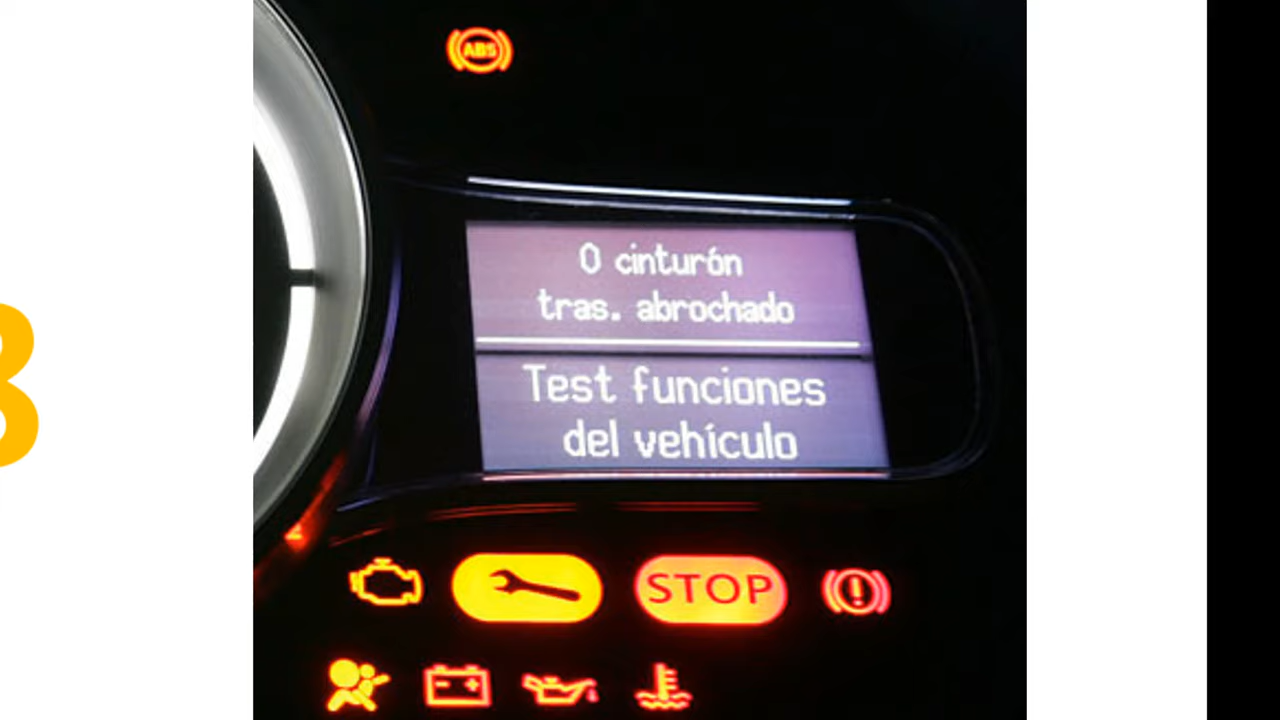 ABS
0 cinturón
tras. abrochado
Test funciones
del vehículo
STOP